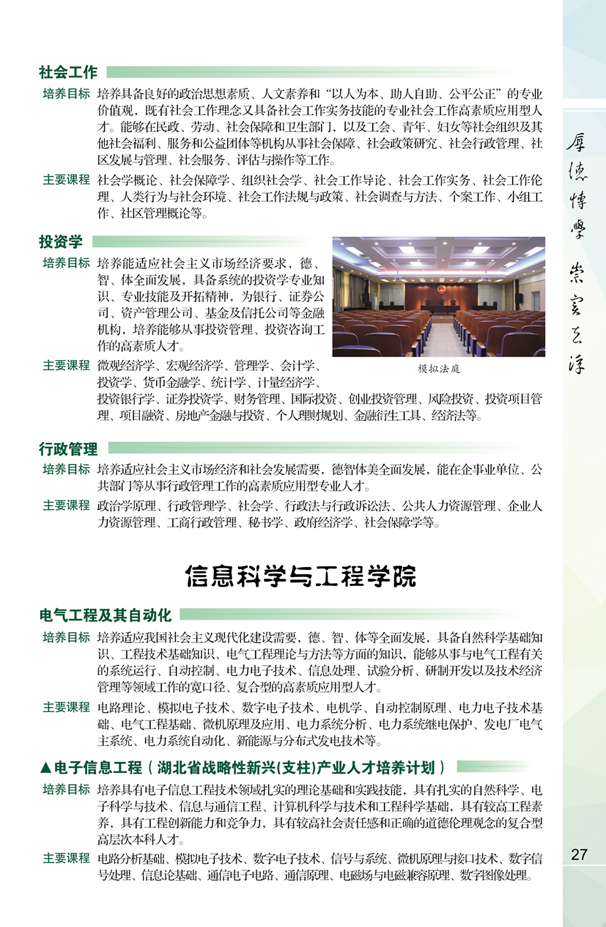 社会工作
培养目标 培养具备良好的政治思想素质、人文素养和“以人为本、助人自助、公平公正”的专业
价值观，既有社会工作理念又具备社会工作实务技能的专业社会工作高素质应用型人
才。能够在民政、劳动、社会保障和卫生部门，以及工会、青年、妇女等社会组织及其
他社会福利、服务和公益团体等机构从事社会保障、社会政策研究、社会行政管理、社
区发展与管理、社会服务、评估与操作等工作。
主要课程 社会学概论、社会保障学、组织社会学、社会工作导论、社会工作实务、社会工作伦
理、人类行为与社会环境、社会工作法规与政策、社会调查与方法、个案工作、小组工
作、社区管理概论等。
投资学
培养目标 培养能适应社会主义市场经济要求，德、
智、体全面发展，具备系统的投资学专业知
识、专业技能及开拓精神，为银行、证券公
司、资产管理公司、基金及信托公司等金融
机构，培养能够从事投资管理、投资咨询工
作的高素质人才。
模拟法庭
主要课程 微观经济学、宏观经济学、管理学、会计学、
投资学、货币金融学、统计学、计量经济学、
投资银行学、证券投资学、财务管理、国际投资、创业投资管理、风险投资、投资项目管
理、项目融资、房地产金融与投资、个人理财规划、金融衍生工具、经济法等。
行政管理
培养目标 培养适应社会主义市场经济和社会发展需要，德智体美全面发展，能在企事业单位、公
共部门等从事行政管理工作的高素质应用型专业人才。
主要课程 政治学原理、行政管理学、社会学、行政法与行政诉讼法、公共人力资源管理、企业人
力资源管理、工商行政管理、秘书学、政府经济学、社会保障学等。
信息科学与工程学院
电气工程及其自动化
培养目标 培养适应我国社会主义现代化建设需要，德、智、体等全面发展，具备自然科学基础知
识、工程技术基础知识、电气工程理论与方法等方面的知识，能够从事与电气工程有关
的系统运行、自动控制、电力电子技术、信息处理、试验分析、研制开发以及技术经济
管理等领域工作的宽口径、复合型的高素质应用型人才。
主要课程 电路理论、模拟电子技术、数字电子技术、电机学、自动控制原理、电力电子技术基
础、电气工程基础、微机原理及应用、电力系统分析、电力系统继电保护、发电厂电气
主系统、电力系统自动化、新能源与分布式发电技术等。
▲电子信息工程（湖北省战略性新兴(支柱)产业人才培养计划）
培养目标 培养具有电子信息工程技术领域扎实的理论基础和实践技能，具有扎实的自然科学、电
子科学与技术、信息与通信工程、计算机科学与技术和工程科学基础，具有较高工程素
养，具有工程创新能力和竞争力，具有较高社会责任感和正确的道德伦理观念的复合型
高层次本科人才。
主要课程 电路分析基础、模拟电子技术、数字电子技术、信号与系统、微机原理与接口技术、数字信
号处理、信息论基础、通信电子电路、通信原理、电磁场与电磁兼容原理、数字图像处理。
厚德博学 崇实求浮
27